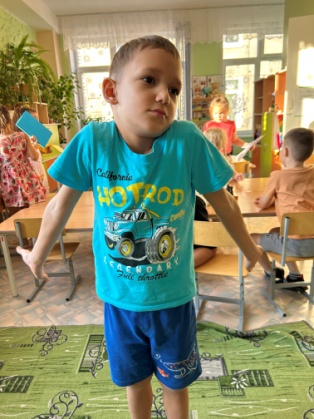 California
HOTROD
LEGENDARY
Full throttle